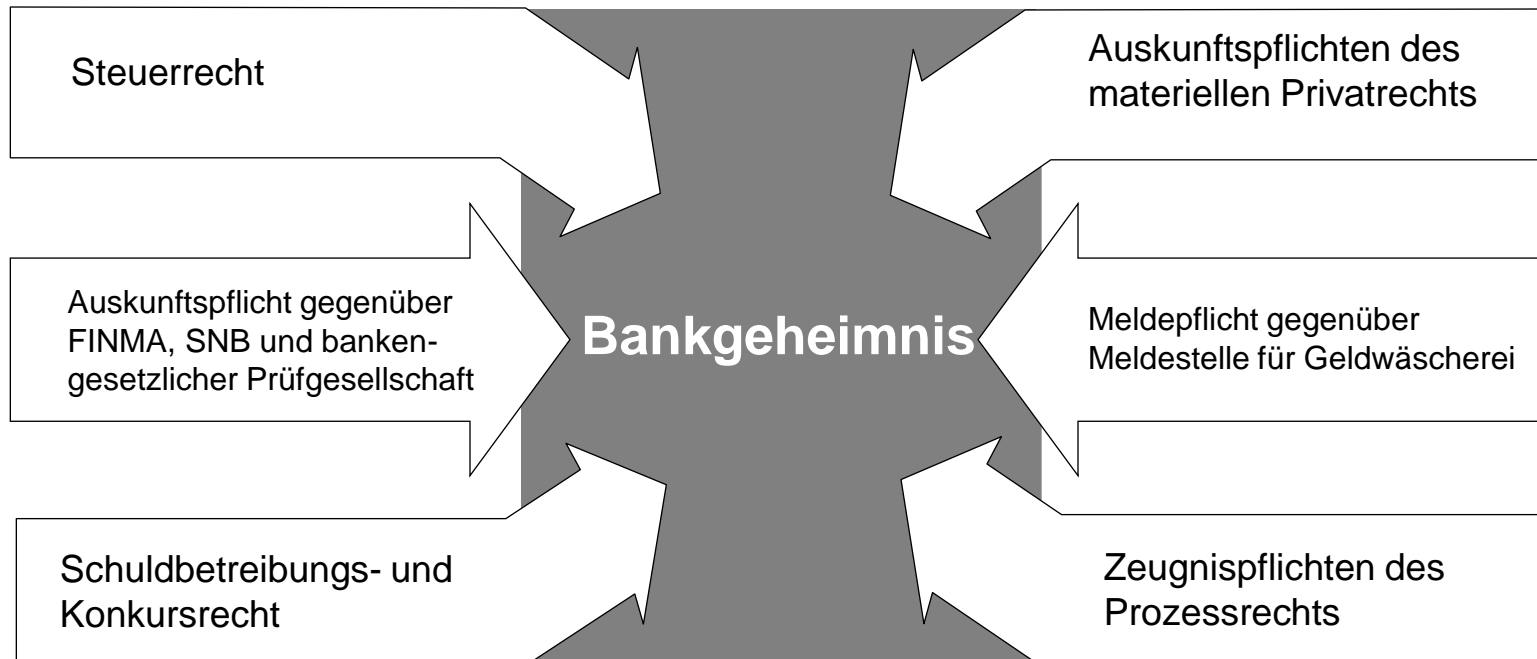 Steuerrecht
Auskunftspflichten des
materiellen Privatrechts
Auskunftspflicht gegenüber
FINMA, SNB und banken-
gesetzlicher Prüfgesellschaft
Bankgeheimnis
Meldepflicht gegenüber
Meldestelle für Geldwäscherei
Schuldbetreibungs- und
Konkursrecht
Zeugnispflichten des
Prozessrechts